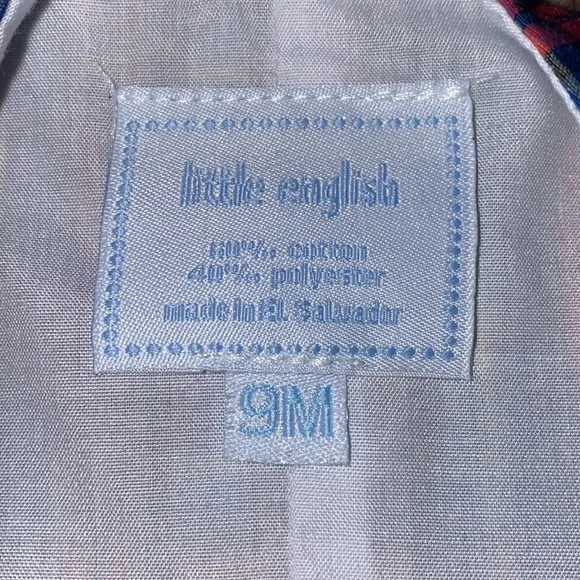 little english
60% cotton
40% polyester
made in El Salvador
9M